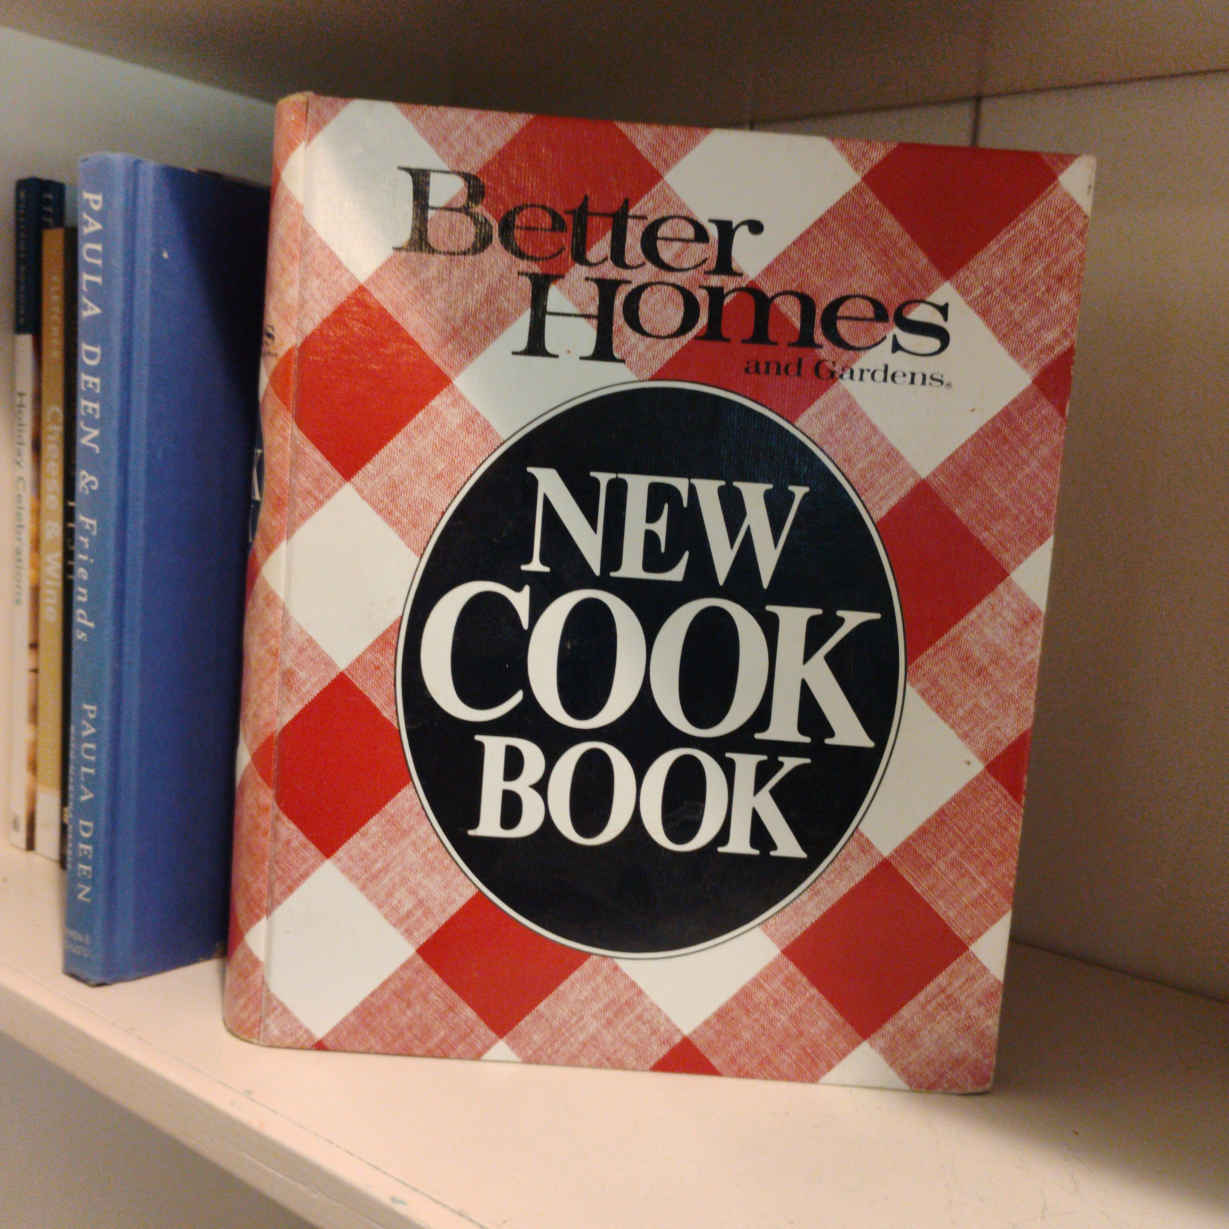 Better
Homes
and Gardens®
NEW
COOK
BOOK
PAULA DEEN & Friends
PAULA DEEN
Cheese & Wine
Holiday Celebrations